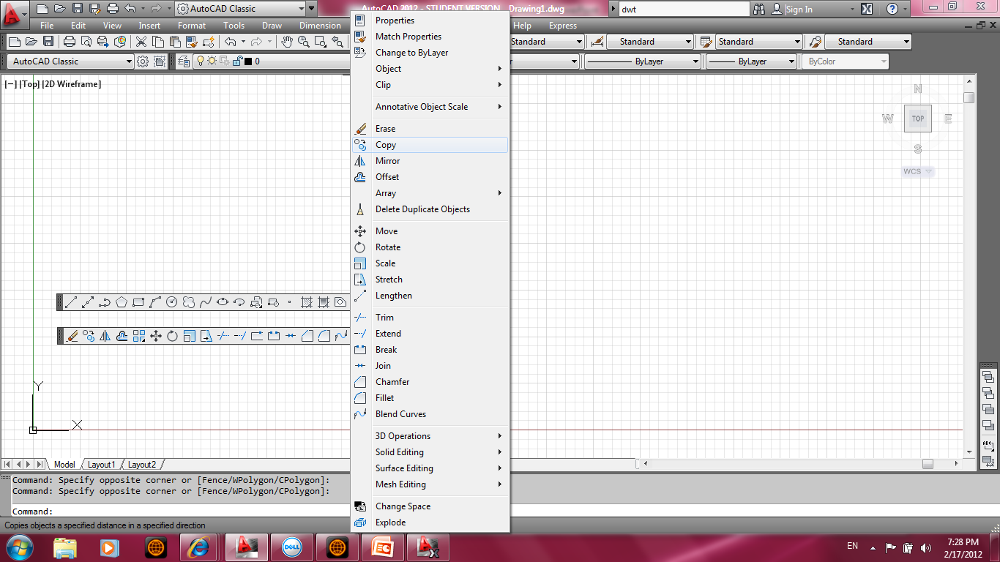 AutoCAD Classic
AutoCAD 2012 - STUDENT VERSION Drawing1.dwg
dwt
Sign In
File Edit View Insert Format Tools Draw Dimension Help Express
Standard Standard Standard Standard
AutoCAD Classic
0
ByLayer ByLayer ByColor
[−] [Top] [2D Wireframe]
N
W TOP E
S
WCS
Properties
Match Properties
Change to ByLayer
Object
Clip
Annotative Object Scale
Erase
Copy
Mirror
Offset
Array
Delete Duplicate Objects
Move
Rotate
Scale
Stretch
Lengthen
Trim
Extend
Break
Join
Chamfer
Fillet
Blend Curves
3D Operations
Solid Editing
Surface Editing
Mesh Editing
Change Space
Explode
Y
X
ABC
Model Layout1 Layout2
Command: Specify opposite corner or [Fence/WPolygon/CPolygon]:
Command: Specify opposite corner or [Fence/WPolygon/CPolygon]:
Command:
Copies objects a specified distance in a specified direction
DELL
EN
7:28 PM
2/17/2012